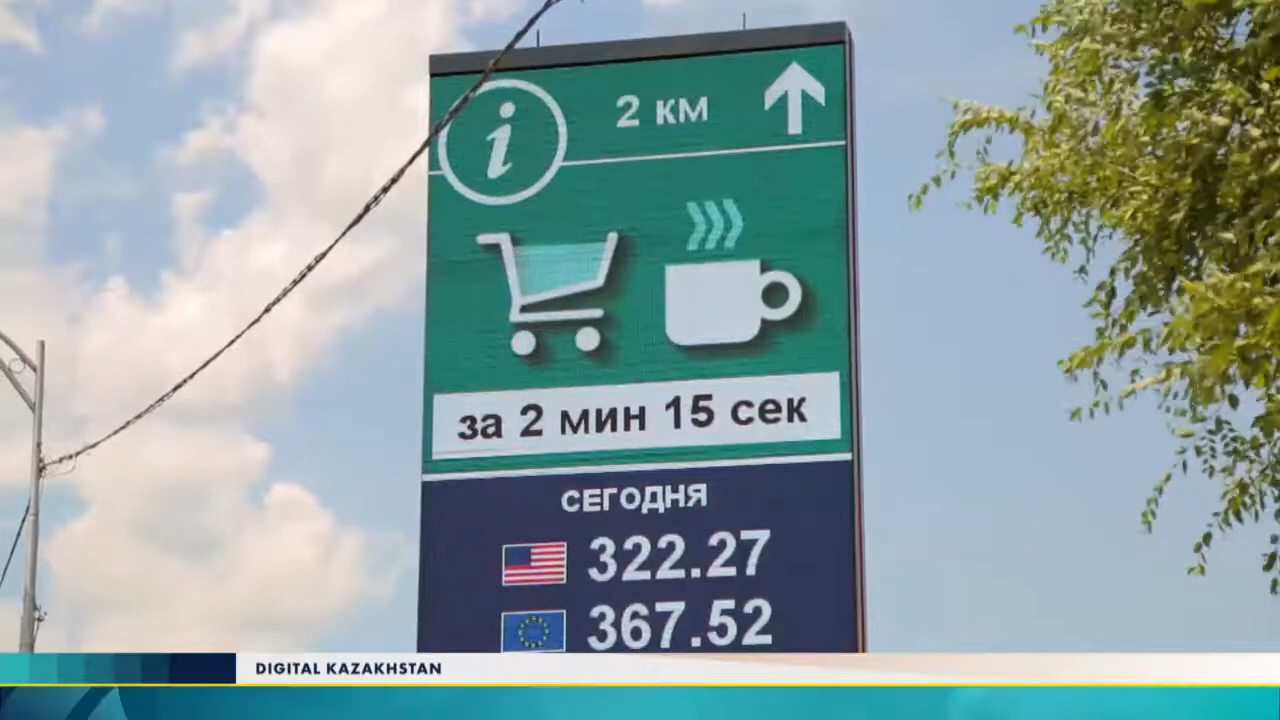 i
2 км
за 2 мин 15 сек
СЕГОДНЯ
322.27
367.52
DIGITAL KAZAKHSTAN